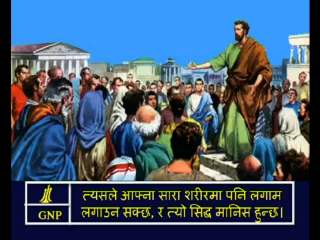 त्यसले आफ्ना सारा शरीरमा पनि लगाम
लगाउन सक्छ, र त्यो सिद्ध मानिस हुन्छ।
GNP